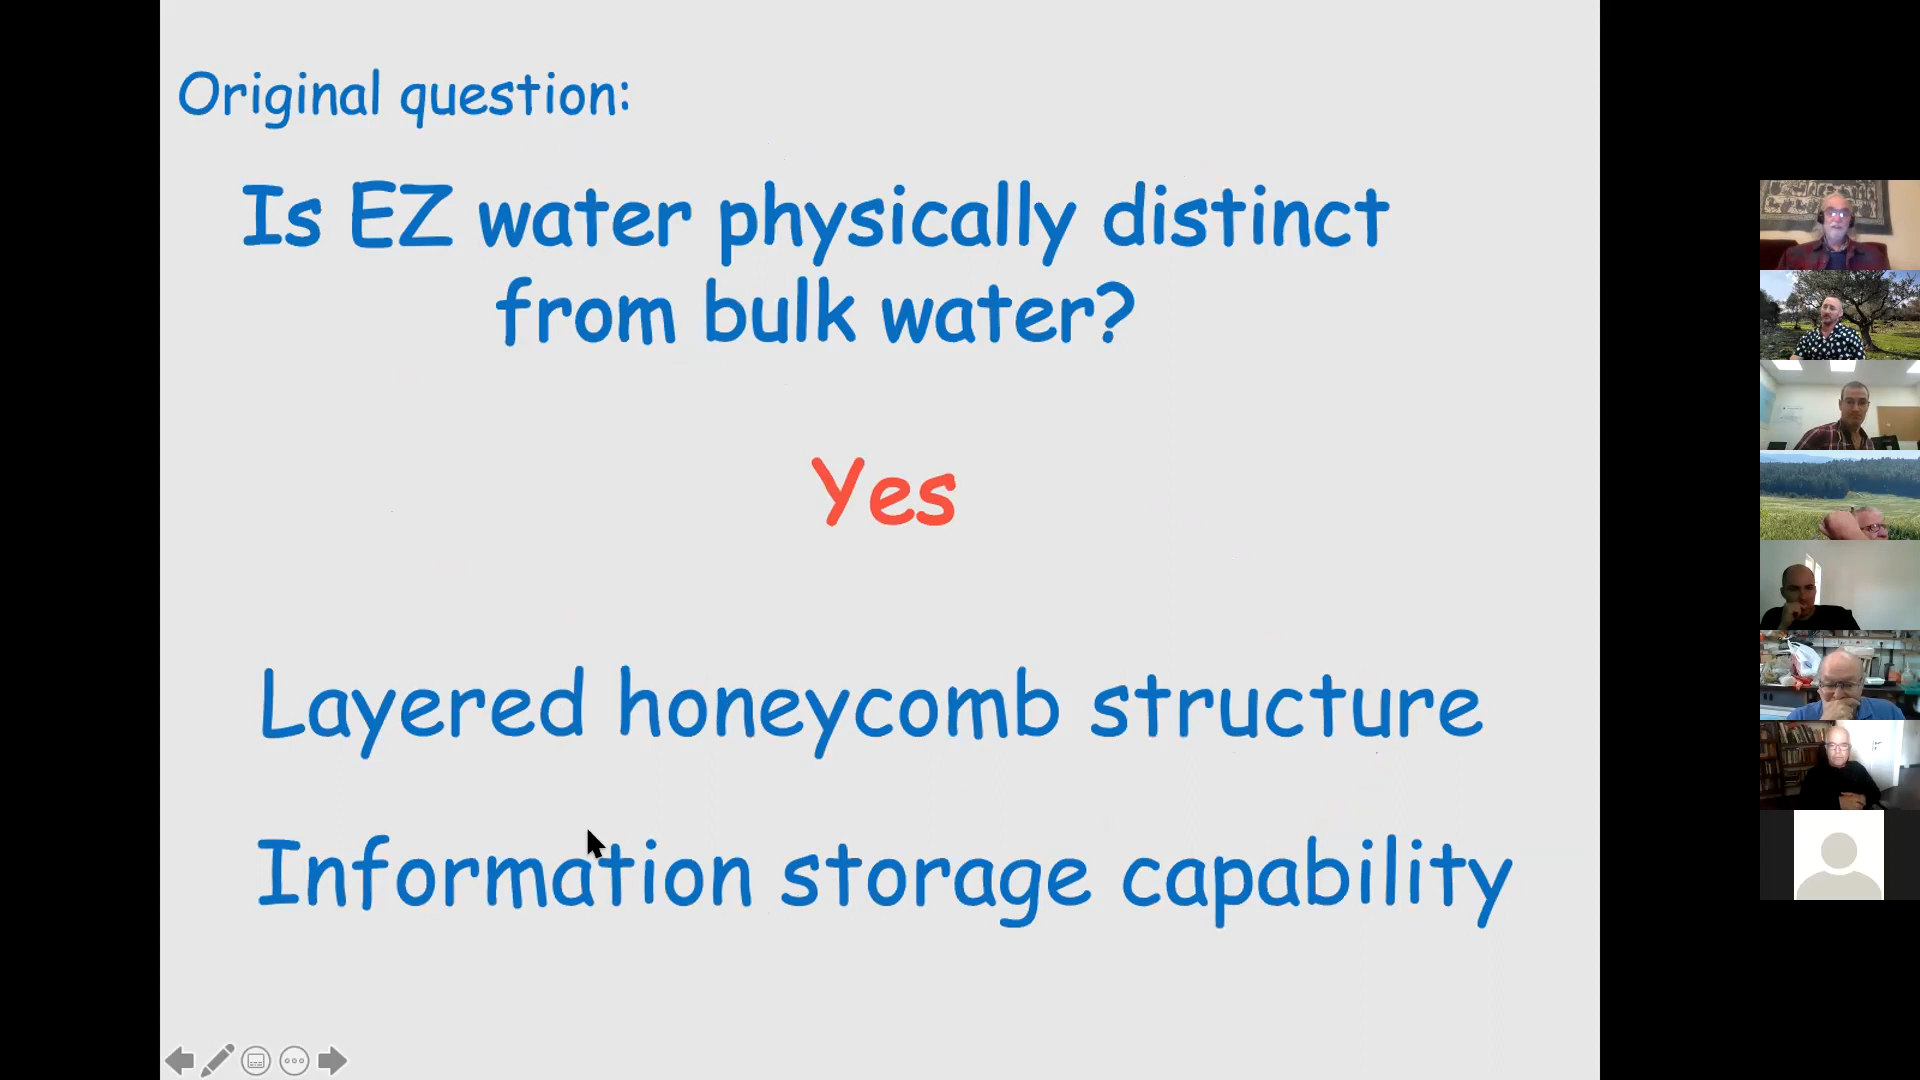 Original question:
Is EZ water physically distinct
from bulk water?
Yes
Layered honeycomb structure
Information storage capability